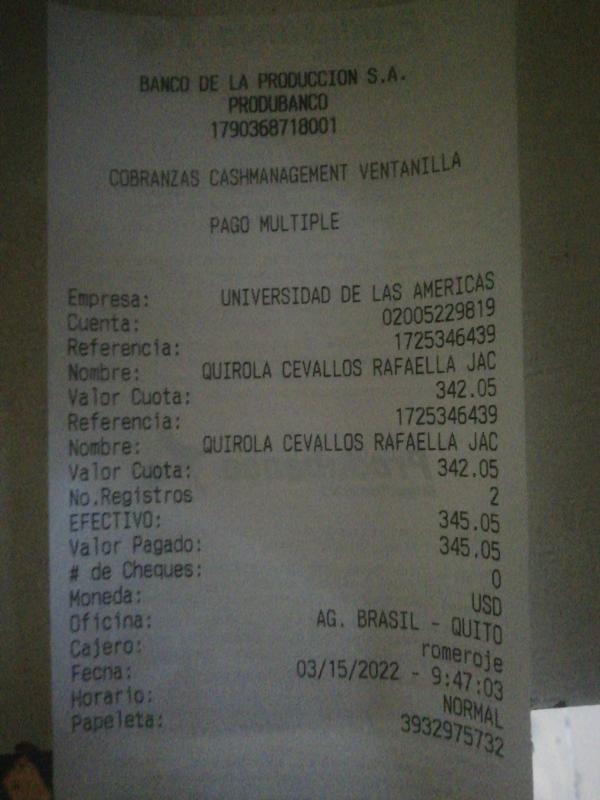 BANCO DE LA PRODUCCION S.A.
PRODUBANCO
1790368718001
COBRANZAS CASHMANAGEMENT VENTANILLA
PAGO MULTIPLE
Empresa: UNIVERSIDAD DE LAS AMERICAS
Cuenta: 02005229819
Referencia: 1725346439
Nombre: QUIROLA CEVALLOS RAFAELLA JAC
Valor Cuota: 342.05
Referencia: 1725346439
Nombre: QUIROLA CEVALLOS RAFAELLA JAC
Valor Cuota: 342.05
No.Registros 2
EFECTIVO: 345.05
Valor Pagado: 345.05
# de Cheques: 0
Moneda: USD
Oficina: AG. BRASIL - QUITO
Cajero: romeroje
Fecha: 03/15/2022 - 9:47:03
Horario: NORMAL
Papeleta: 3932975732